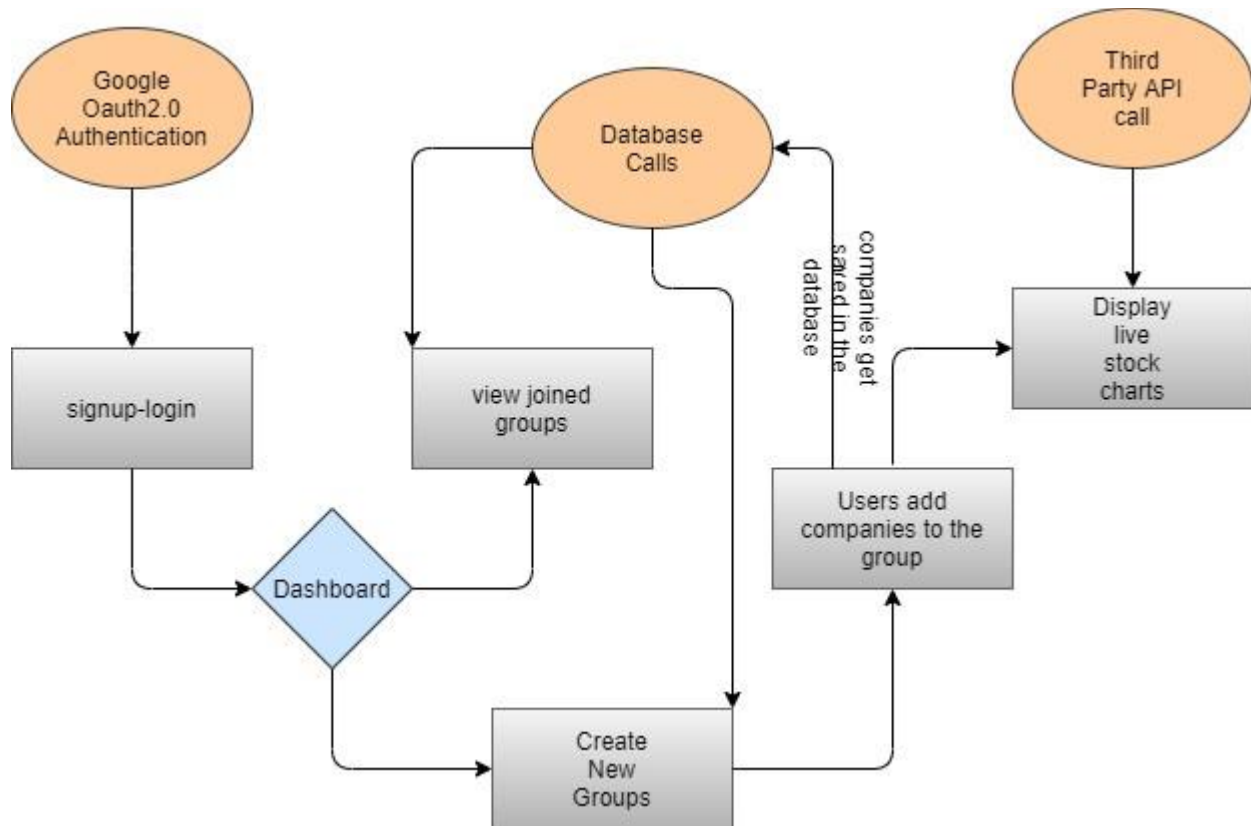 Google
Oauth2.0
Authentication
Database
Calls
Third
Party API
call
companies get
saved in the
database
signup-login
view joined
groups
Display
live
stock
charts
Users add
companies to the
group
Dashboard
Create
New
Groups